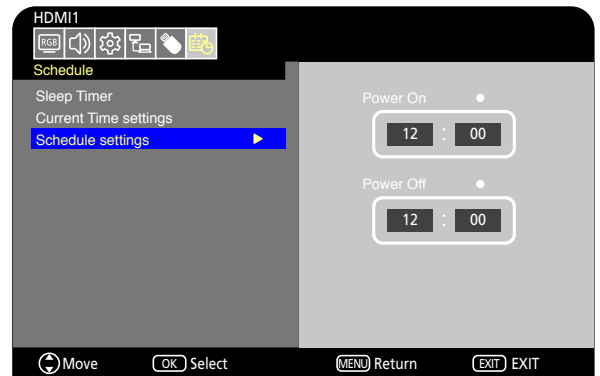 HDMI1
RGB
Schedule
Sleep Timer
Current Time settings
Schedule settings
Power On
12 : 00
Power Off
12 : 00
Move OK Select MENU Return EXIT EXIT